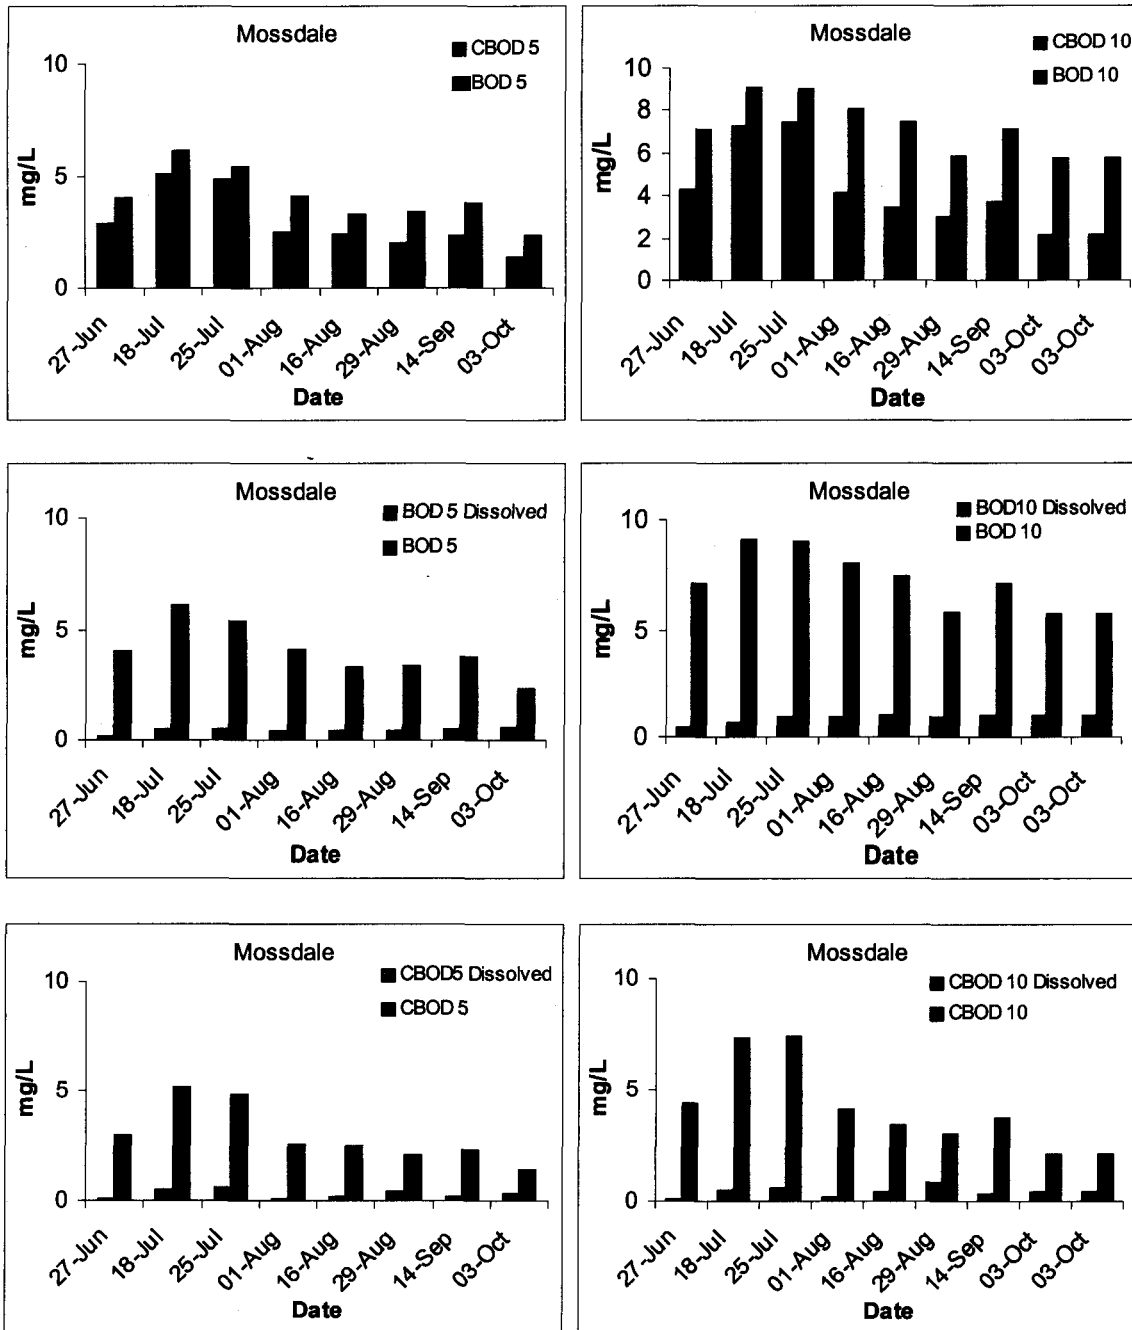 Mossdale
CBOD 5
BOD 5
10
5
0
mg/L
27-Jun 18-Jul 25-Jul 01-Aug 16-Aug 29-Aug 14-Sep 03-Oct
Date
Mossdale
CBOD 10
BOD 10
10
8
6
4
2
0
mg/L
27-Jun 18-Jul 25-Jul 01-Aug 16-Aug 29-Aug 14-Sep 03-Oct 03-Oct
Date
Mossdale
BOD 5 Dissolved
BOD 5
10
5
0
mg/L
27-Jun 18-Jul 25-Jul 01-Aug 16-Aug 29-Aug 14-Sep 03-Oct
Date
Mossdale
BOD10 Dissolved
BOD 10
10
5
0
mg/L
27-Jun 18-Jul 25-Jul 01-Aug 16-Aug 29-Aug 14-Sep 03-Oct 03-Oct
Date
Mossdale
CBOD5 Dissolved
CBOD 5
10
5
0
mg/L
27-Jun 18-Jul 25-Jul 01-Aug 16-Aug 29-Aug 14-Sep 03-Oct
Date
Mossdale
CBOD 10 Dissolved
CBOD 10
10
5
0
mg/L
27-Jun 18-Jul 25-Jul 01-Aug 16-Aug 29-Aug 14-Sep 03-Oct 03-Oct
Date